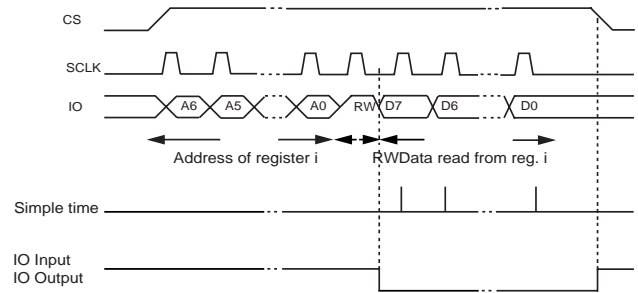 CS
SCLK
IO A6 A5 A0 RW D7 D6 D0
Address of register i RWData read from reg. i
Simple time
IO Input
IO Output